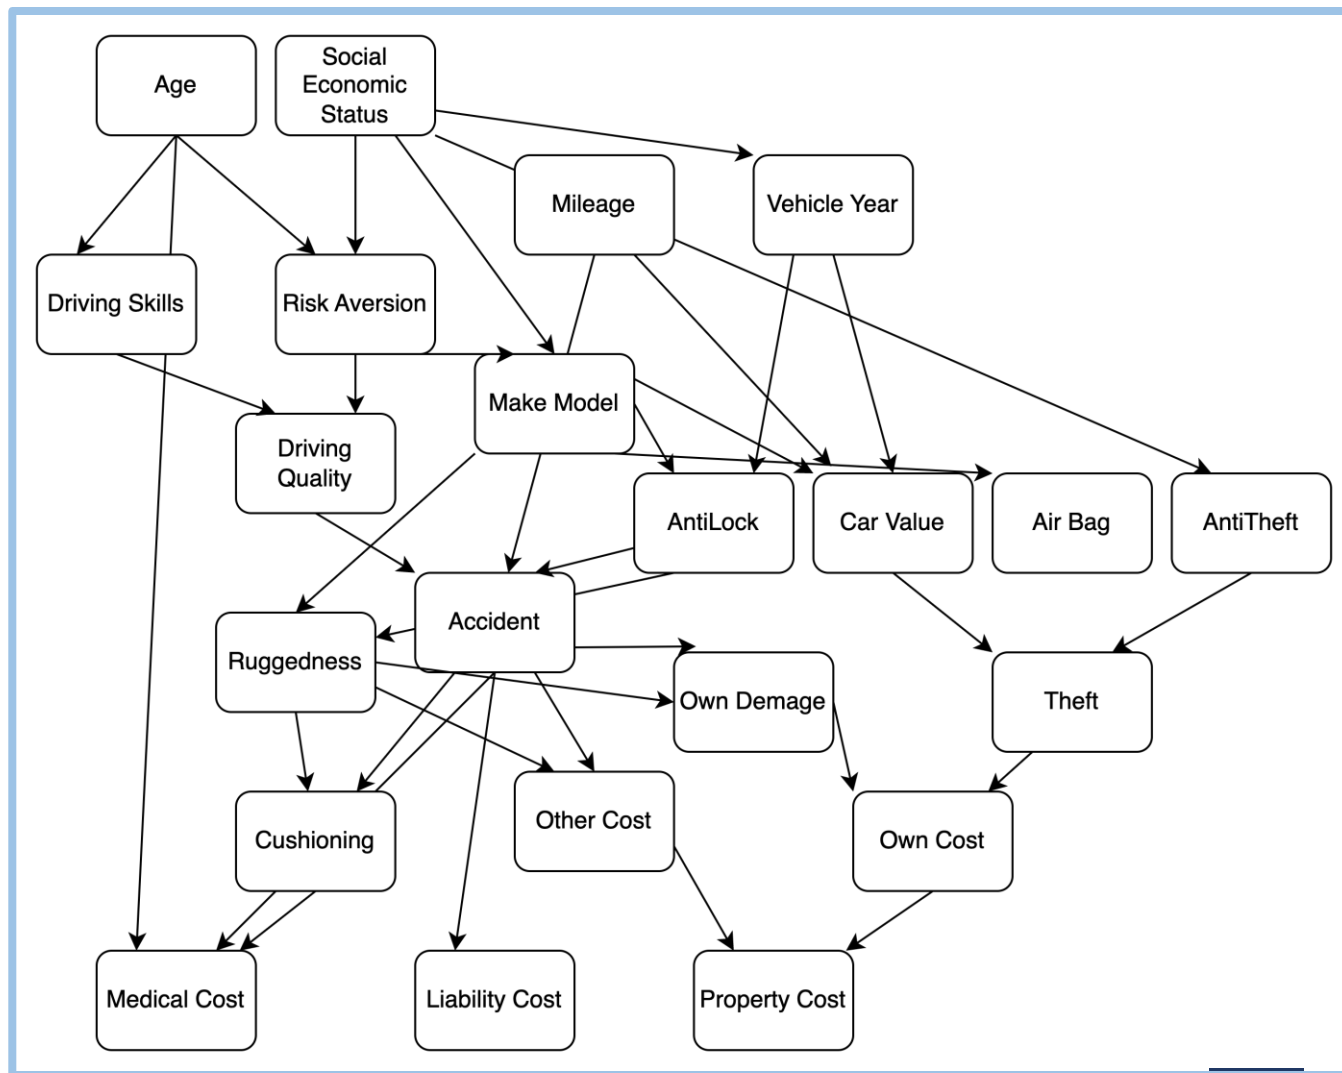 Age
Social
Economic
Status
Mileage
Vehicle Year
Driving Skills
Risk Aversion
Make Model
Driving
Quality
AntiLock
Car Value
Air Bag
AntiTheft
Accident
Ruggedness
Own Demage
Theft
Cushioning
Other Cost
Own Cost
Medical Cost
Liability Cost
Property Cost